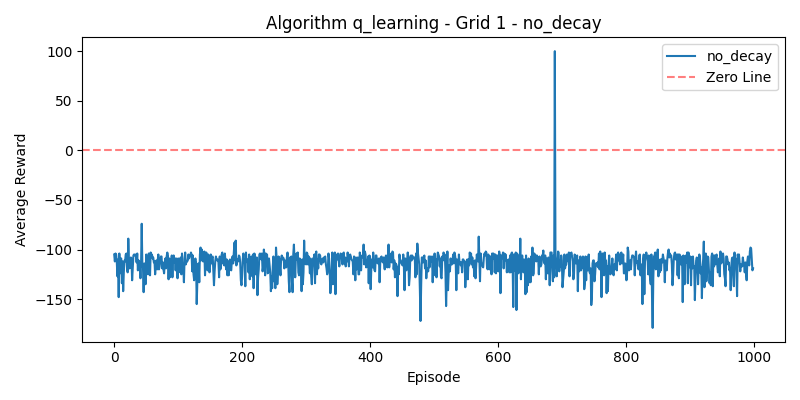 Algorithm q_learning - Grid 1 - no_decay
100
50
0
−50
−100
−150
Average Reward
no_decay
Zero Line
0
200
400
600
800
1000
Episode